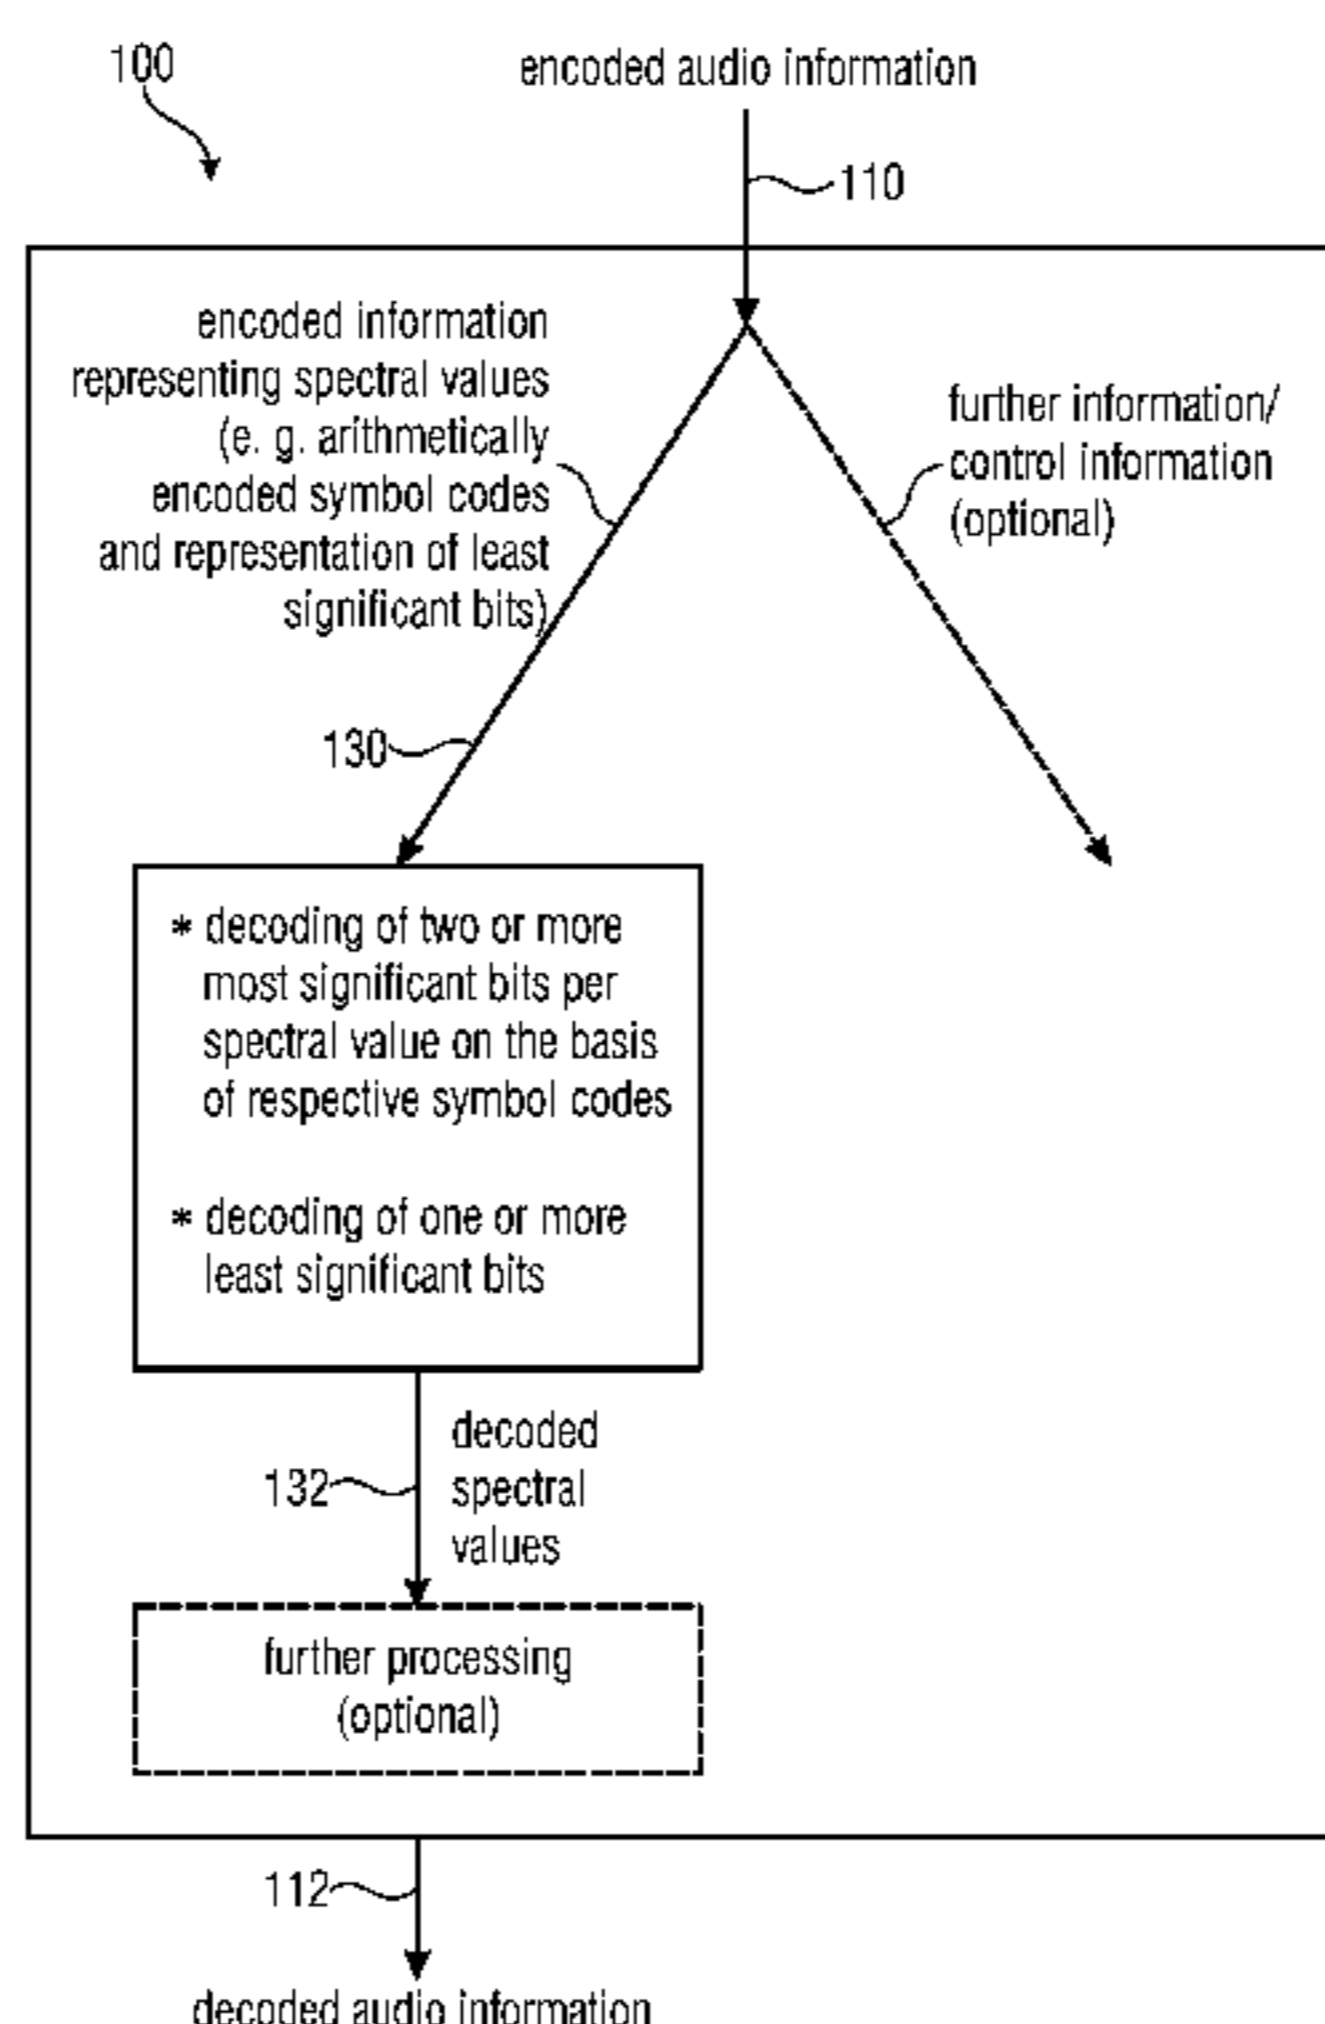 100
encoded audio information
110
encoded information
representing spectral values
(e. g. arithmetically
encoded symbol codes
and representation of least
significant bits)
further information/
control information
(optional)
130
* decoding of two or more
most significant bits per
spectral value on the basis
of respective symbol codes
* decoding of one or more
least significant bits
132
decoded
spectral
values
further processing
(optional)
112
decoded audio information